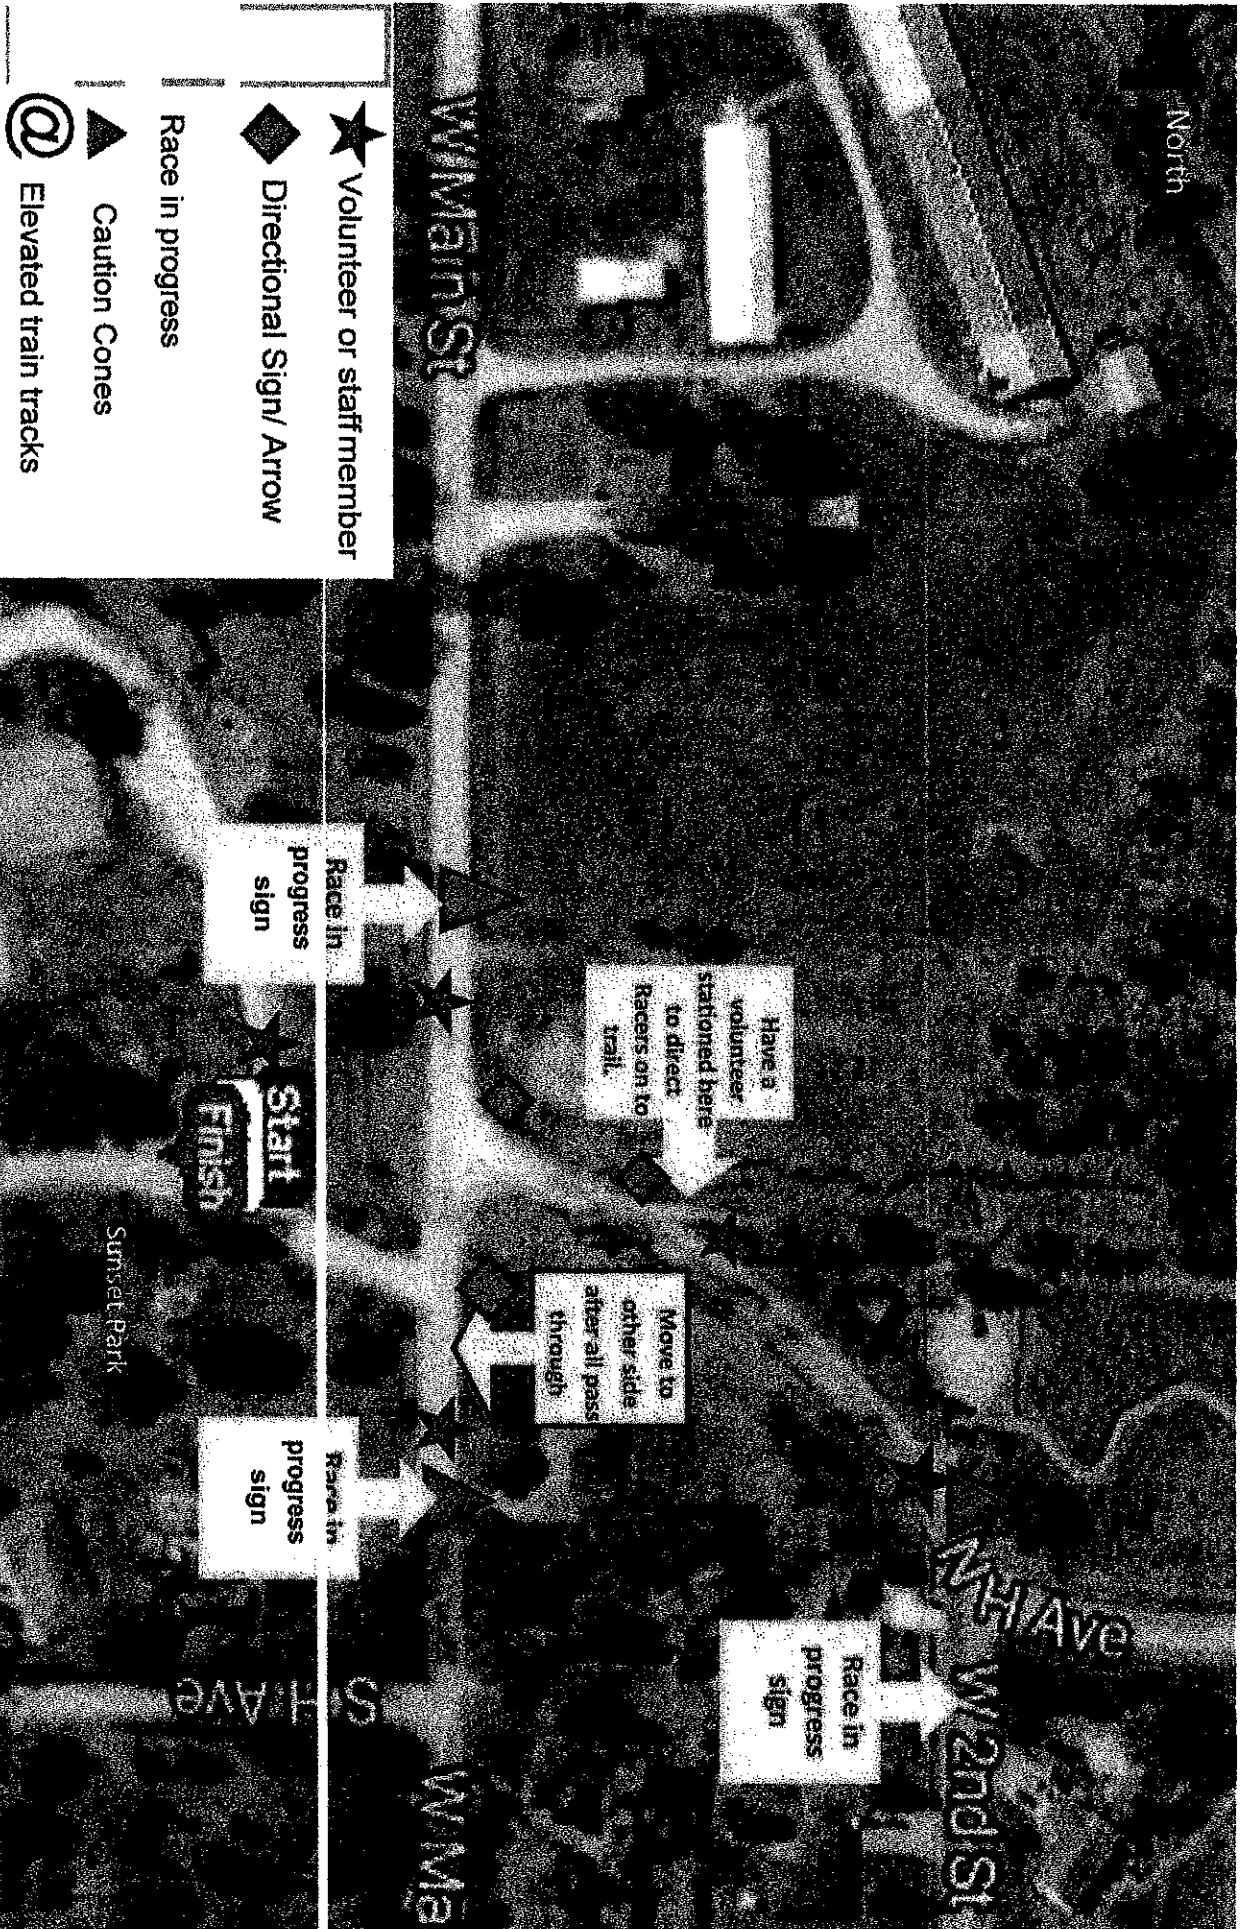 North
W Main St
Have a
volunteer
stationed here
to direct
Racers on to
trail.
Move to
other side
after all pass
through
Race in
progress
sign
Race in
progress
sign
Race in
progress
sign
N H Ave
W 2nd St
S H Ave
W Ma
Start
Finish
Sunset Park
Volunteer or staff member
Directional Sign/ Arrow
Race in progress
Caution Cones
@ Elevated train tracks